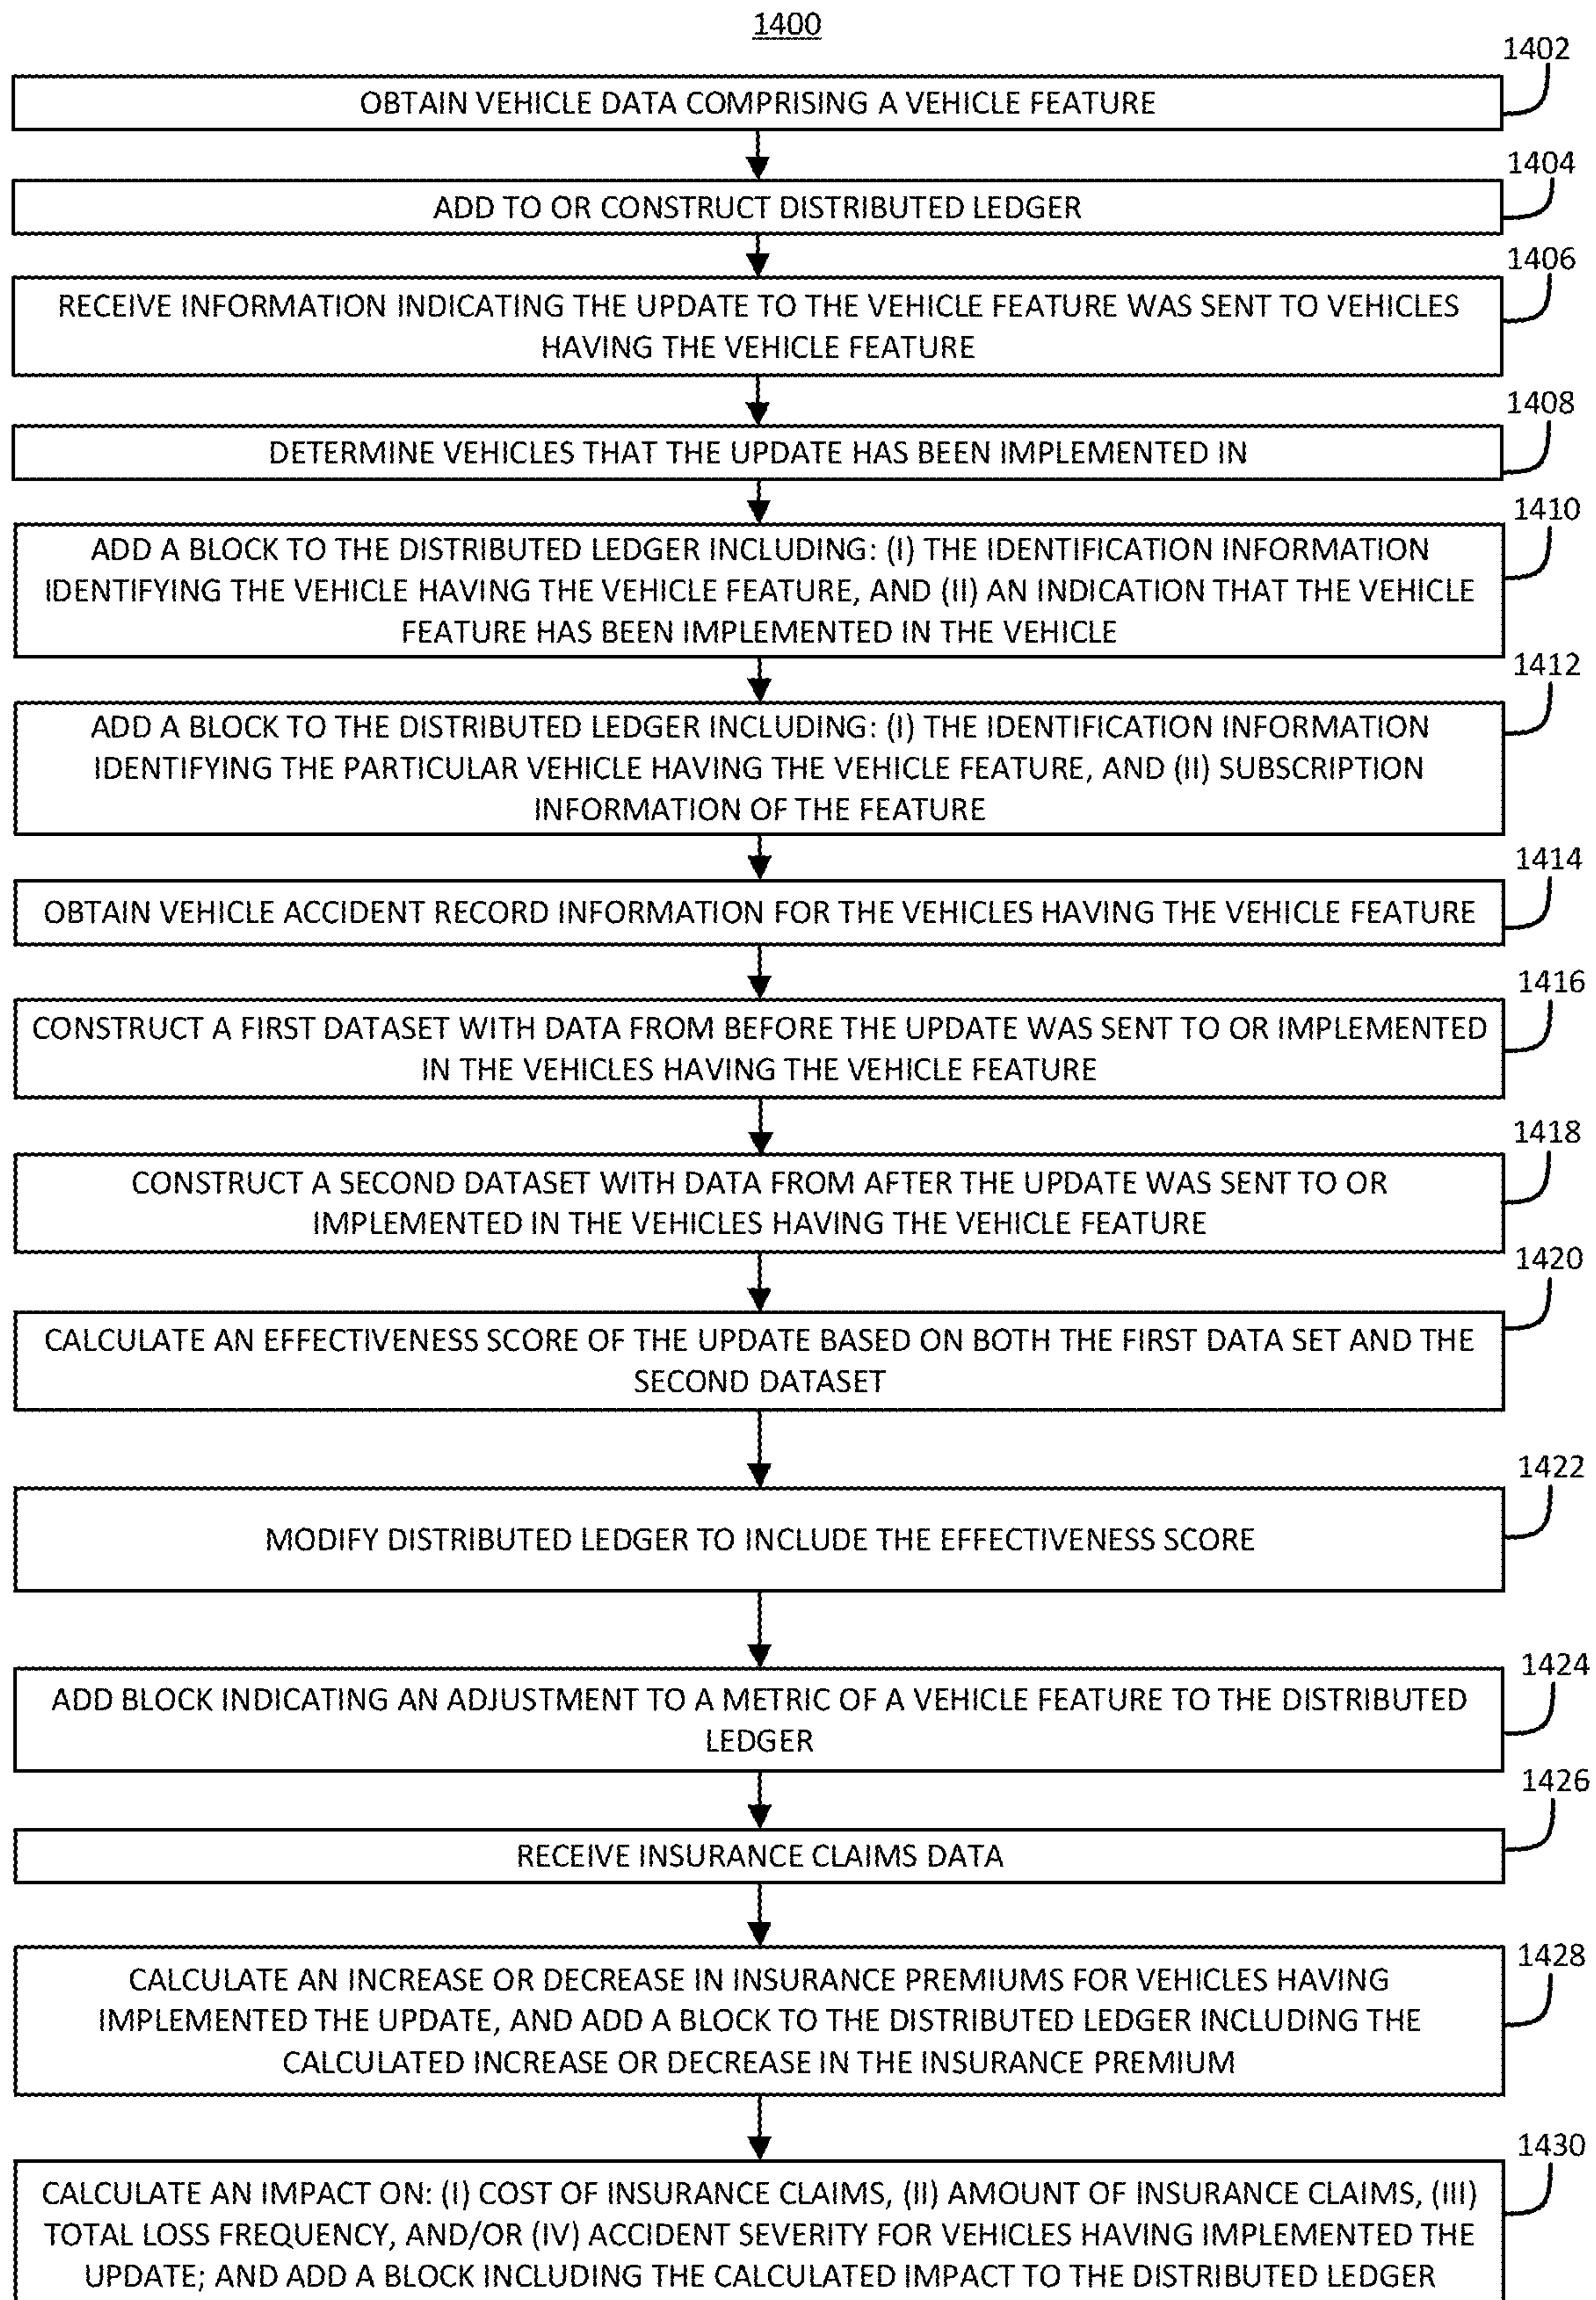 1400
1402
OBTAIN VEHICLE DATA COMPRISING A VEHICLE FEATURE
1404
ADD TO OR CONSTRUCT DISTRIBUTED LEDGER
1406
RECEIVE INFORMATION INDICATING THE UPDATE TO THE VEHICLE FEATURE WAS SENT TO VEHICLES
HAVING THE VEHICLE FEATURE
1408
DETERMINE VEHICLES THAT THE UPDATE HAS BEEN IMPLEMENTED IN
1410
ADD A BLOCK TO THE DISTRIBUTED LEDGER INCLUDING: (I) THE IDENTIFICATION INFORMATION
IDENTIFYING THE VEHICLE HAVING THE VEHICLE FEATURE, AND (II) AN INDICATION THAT THE VEHICLE
FEATURE HAS BEEN IMPLEMENTED IN THE VEHICLE
1412
ADD A BLOCK TO THE DISTRIBUTED LEDGER INCLUDING: (I) THE IDENTIFICATION INFORMATION
IDENTIFYING THE PARTICULAR VEHICLE HAVING THE VEHICLE FEATURE, AND (II) SUBSCRIPTION
INFORMATION OF THE FEATURE
1414
OBTAIN VEHICLE ACCIDENT RECORD INFORMATION FOR THE VEHICLES HAVING THE VEHICLE FEATURE
1416
CONSTRUCT A FIRST DATASET WITH DATA FROM BEFORE THE UPDATE WAS SENT TO OR IMPLEMENTED
IN THE VEHICLES HAVING THE VEHICLE FEATURE
1418
CONSTRUCT A SECOND DATASET WITH DATA FROM AFTER THE UPDATE WAS SENT TO OR
IMPLEMENTED IN THE VEHICLES HAVING THE VEHICLE FEATURE
1420
CALCULATE AN EFFECTIVENESS SCORE OF THE UPDATE BASED ON BOTH THE FIRST DATA SET AND THE
SECOND DATASET
1422
MODIFY DISTRIBUTED LEDGER TO INCLUDE THE EFFECTIVENESS SCORE
1424
ADD BLOCK INDICATING AN ADJUSTMENT TO A METRIC OF A VEHICLE FEATURE TO THE DISTRIBUTED
LEDGER
1426
RECEIVE INSURANCE CLAIMS DATA
1428
CALCULATE AN INCREASE OR DECREASE IN INSURANCE PREMIUMS FOR VEHICLES HAVING
IMPLEMENTED THE UPDATE, AND ADD A BLOCK TO THE DISTRIBUTED LEDGER INCLUDING THE
CALCULATED INCREASE OR DECREASE IN THE INSURANCE PREMIUM
1430
CALCULATE AN IMPACT ON: (I) COST OF INSURANCE CLAIMS, (II) AMOUNT OF INSURANCE CLAIMS, (III)
TOTAL LOSS FREQUENCY, AND/OR (IV) ACCIDENT SEVERITY FOR VEHICLES HAVING IMPLEMENTED THE
UPDATE; AND ADD A BLOCK INCLUDING THE CALCULATED IMPACT TO THE DISTRIBUTED LEDGER